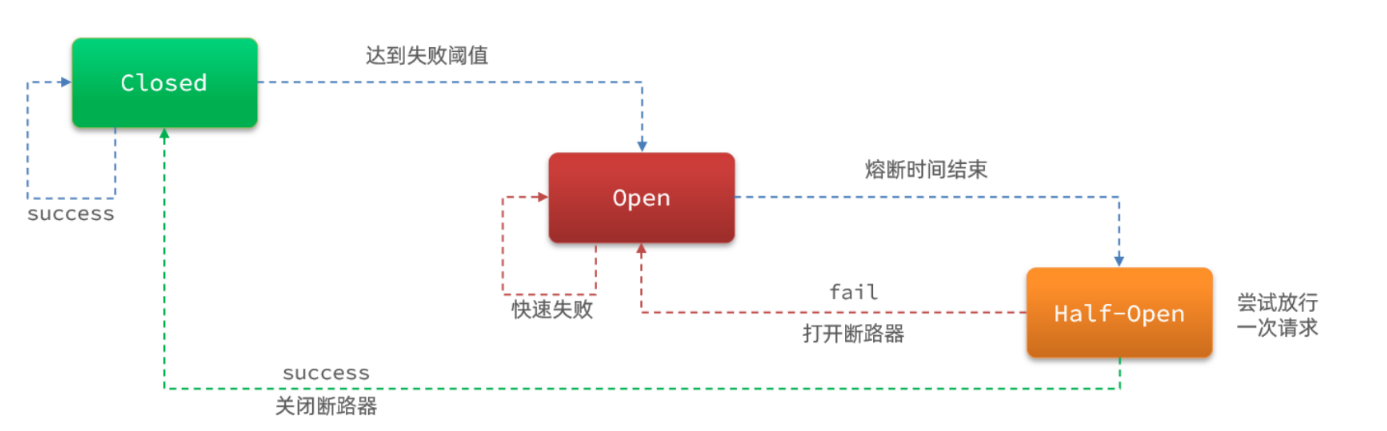 达到失败阈值
Closed
熔断时间结束
Open
success
fail
Half-Open
尝试放行
一次请求
快速失败
打开断路器
success
关闭断路器